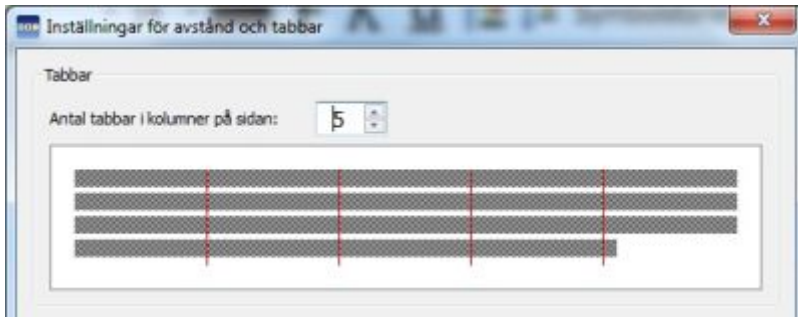 Inställningar för avstånd och tabbar
Tabbar
Antal tabbar i kolumner på sidan:
5